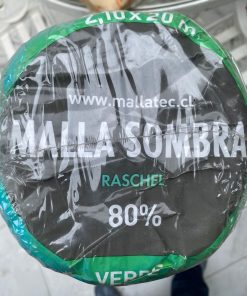 2,10 x 20 m
www.mallatec.cl
MALLA SOMBRA
RASCHEL
80%
VERDE